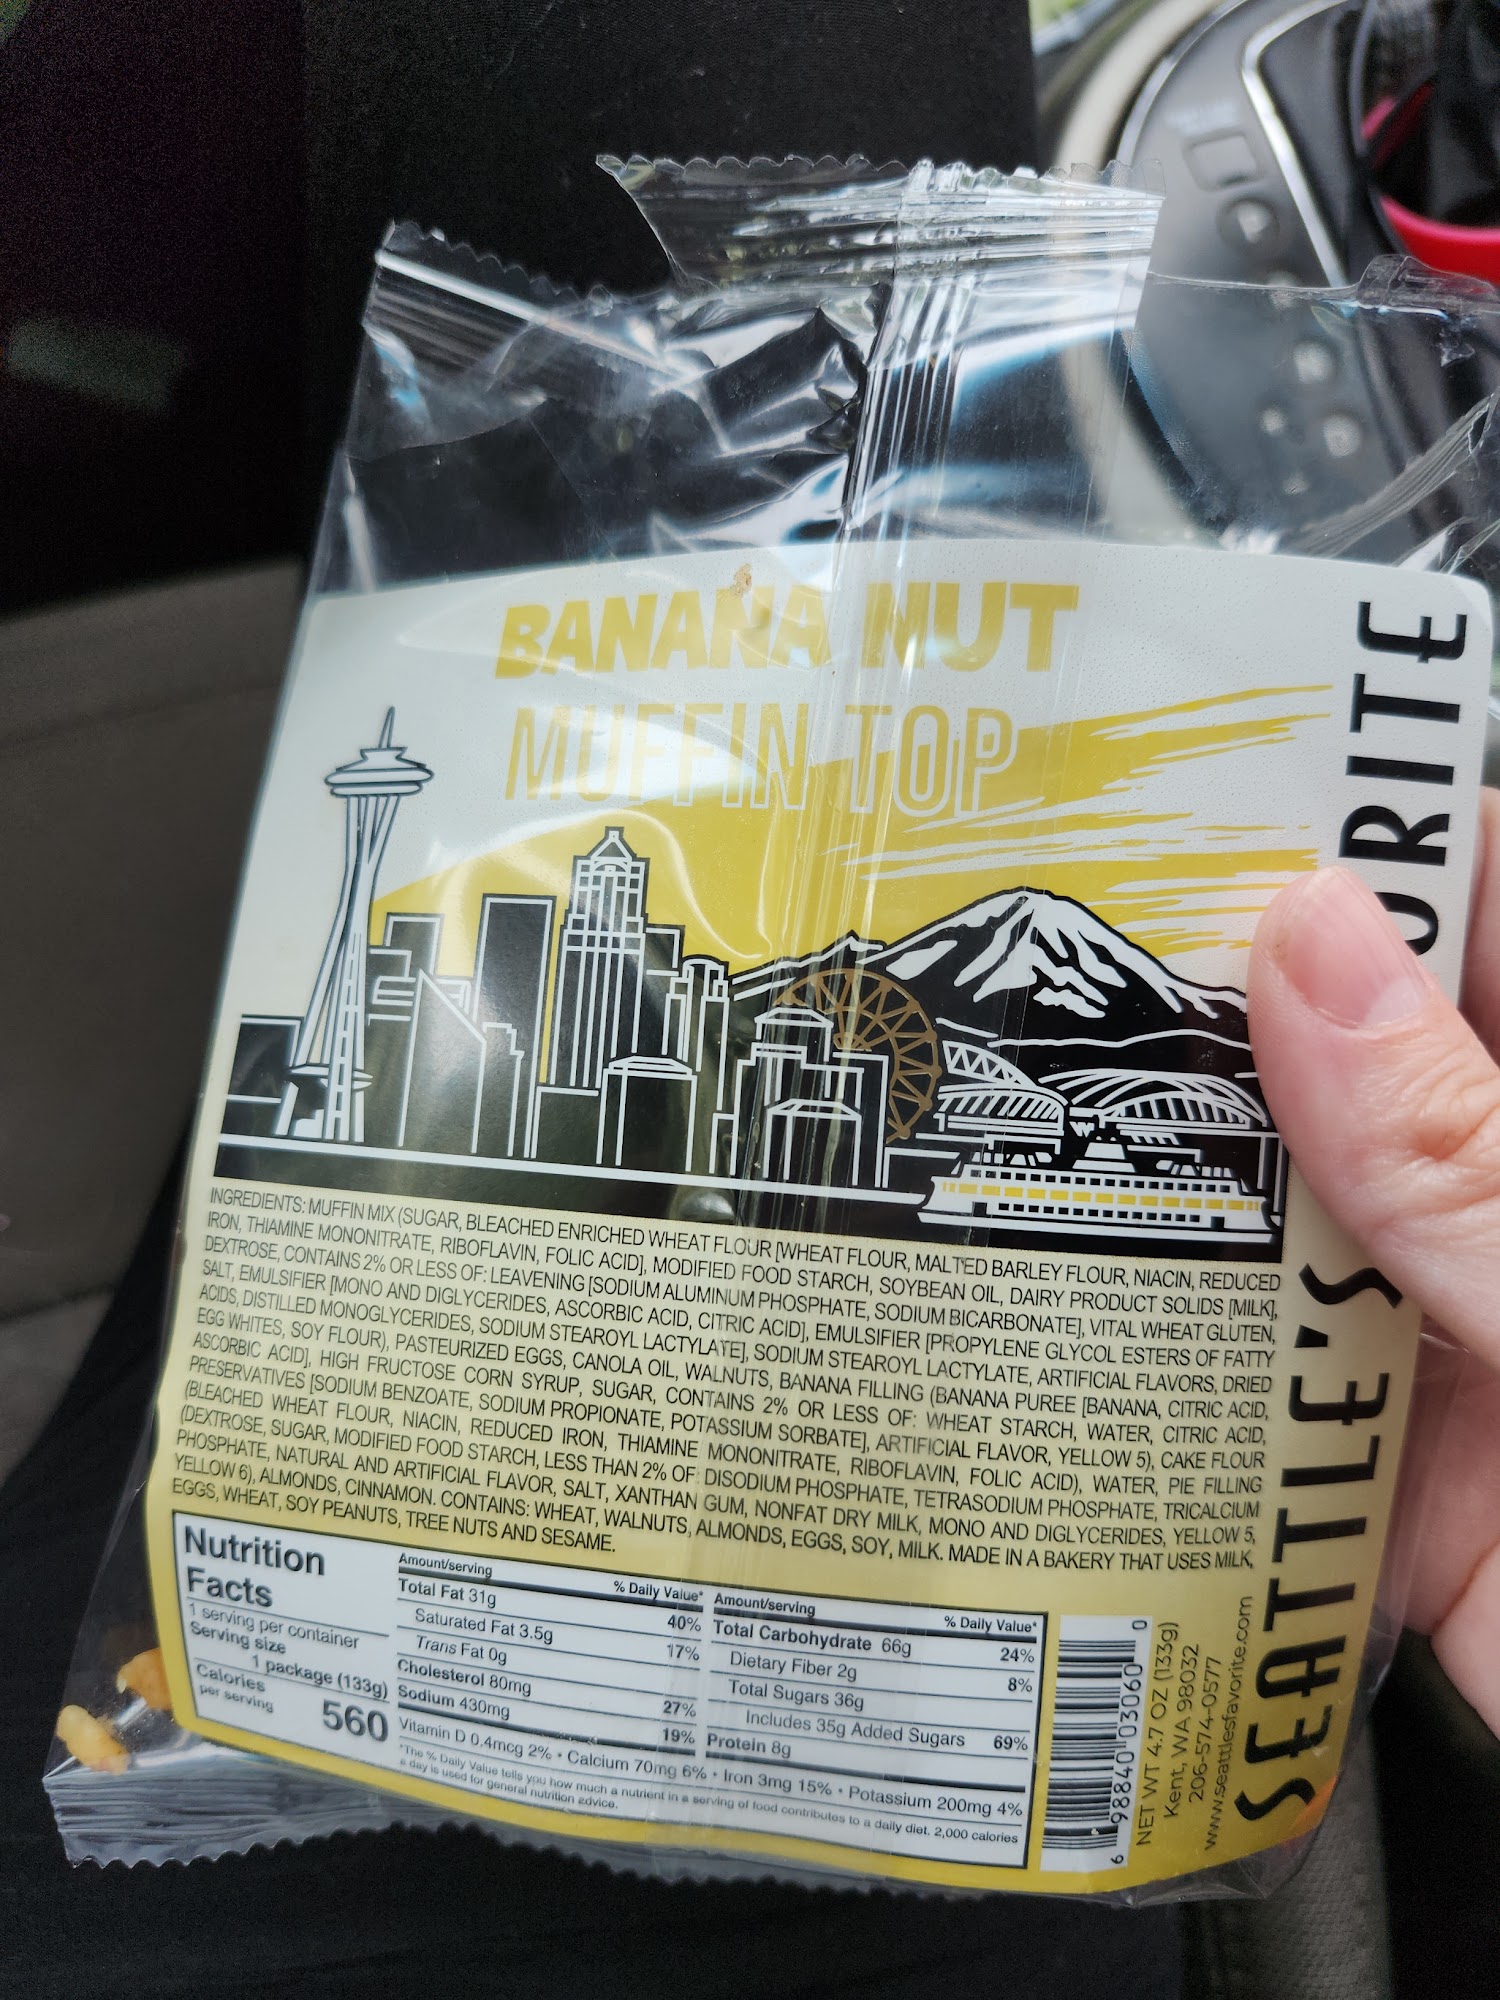 BANANA NUT
MUFFIN TOP
INGREDIENTS: MUFFIN MIX (SUGAR, BLEACHED ENRICHED WHEAT FLOUR [WHEAT FLOUR, MALTED BARLEY FLOUR, NIACIN, REDUCED
IRON, THIAMINE MONONITRATE, RIBOFLAVIN, FOLIC ACID], MODIFIED FOOD STARCH, SOYBEAN OIL, DAIRY PRODUCT SOLIDS [MILK],
DEXTROSE, CONTAINS 2% OR LESS OF: LEAVENING [SODIUM ALUMINUM PHOSPHATE, SODIUM BICARBONATE], VITAL WHEAT GLUTEN,
SALT, EMULSIFIER [MONO AND DIGLYCERIDES, ASCORBIC ACID, CITRIC ACID], EMULSIFIER [PROPYLENE GLYCOL ESTERS OF FATTY
ACIDS, DISTILLED MONOGLYCERIDES, SODIUM STEAROYL LACTYLATE], SODIUM STEAROYL LACTYLATE, ARTIFICIAL FLAVORS, DRIED
EGG WHITES, SOY FLOUR), PASTEURIZED EGGS, CANOLA OIL, WALNUTS, BANANA FILLING (BANANA PUREE [BANANA, CITRIC ACID,
ASCORBIC ACID], HIGH FRUCTOSE CORN SYRUP, SUGAR, CONTAINS 2% OR LESS OF: WHEAT STARCH, WATER, CITRIC ACID,
PRESERVATIVES [SODIUM BENZOATE, SODIUM PROPIONATE, POTASSIUM SORBATE], ARTIFICIAL FLAVOR, YELLOW 5), CAKE FLOUR
(BLEACHED WHEAT FLOUR, NIACIN, REDUCED IRON, THIAMINE MONONITRATE, RIBOFLAVIN, FOLIC ACID), WATER, PIE FILLING
(DEXTROSE, SUGAR, MODIFIED FOOD STARCH, LESS THAN 2% OF: DISODIUM PHOSPHATE, TETRASODIUM PHOSPHATE, TRICALCIUM
PHOSPHATE, NATURAL AND ARTIFICIAL FLAVOR, SALT, XANTHAN GUM, NONFAT DRY MILK, MONO AND DIGLYCERIDES, YELLOW 5,
YELLOW 6), ALMONDS, CINNAMON. CONTAINS: WHEAT, WALNUTS, ALMONDS, EGGS, SOY, MILK. MADE IN A BAKERY THAT USES MILK,
EGGS, WHEAT, SOY PEANUTS, TREE NUTS AND SESAME.
Nutrition
Facts
1 serving per container
Serving size
1 package (133g)
Calories
per serving
560
Amount/serving % Daily Value*
Total Fat 31g 40%
Saturated Fat 3.5g 17%
Trans Fat 0g
Cholesterol 80mg 27%
Sodium 430mg 19%
Amount/serving % Daily Value*
Total Carbohydrate 66g 24%
Dietary Fiber 2g 8%
Total Sugars 36g
Includes 35g Added Sugars 69%
Protein 8g
Vitamin D 0.4mcg 2% • Calcium 70mg 6% • Iron 3mg 15% • Potassium 200mg 4%
*The % Daily Value tells you how much a nutrient in a serving of food contributes to a daily diet. 2,000 calories
a day is used for general nutrition advice.
6 98840 03060 0
NET WT 4.7 OZ (133g)
Kent, WA 98032
206-574-0577
www.seattlesfavorite.com
SEATTLE'S ORITE